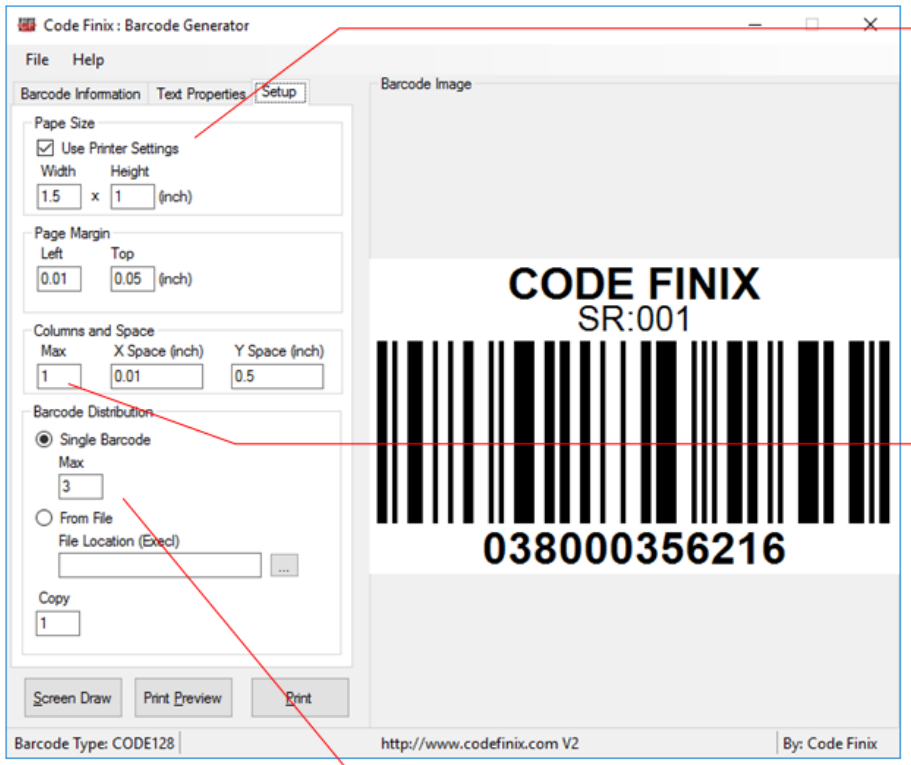 Code Finix : Barcode Generator
File Help
Barcode Information Text Properties Setup
Pape Size
Use Printer Settings
Width Height
1.5 x 1 (inch)
Page Margin
Left Top
0.01 0.05 (inch)
Columns and Space
Max X Space (inch) Y Space (inch)
1 0.01 0.5
Barcode Distribution
Single Barcode
Max
3
From File
File Location (Execl)
...
Copy
1
Screen Draw Print Preview Print
Barcode Image
CODE FINIX
SR:001
038000356216
Barcode Type: CODE128 http://www.codefinix.com V2 By: Code Finix